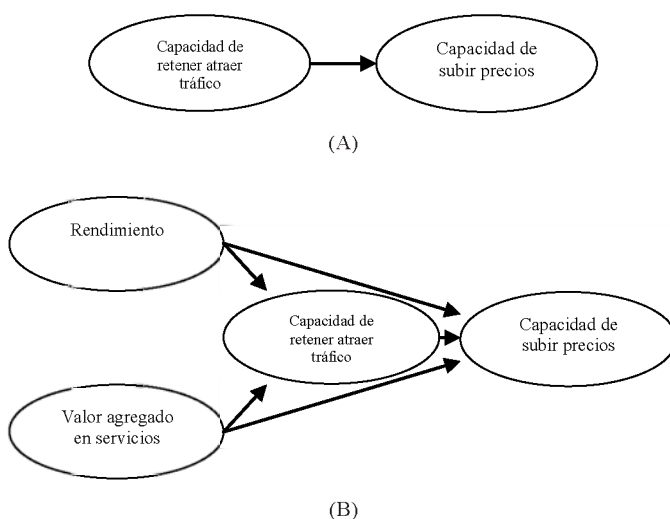 Capacidad de
retener atraer
tráfico
Capacidad de
subir precios
(A)
Rendimiento
Capacidad de
retener atraer
tráfico
Capacidad de
subir precios
Valor agregado
en servicios
(B)